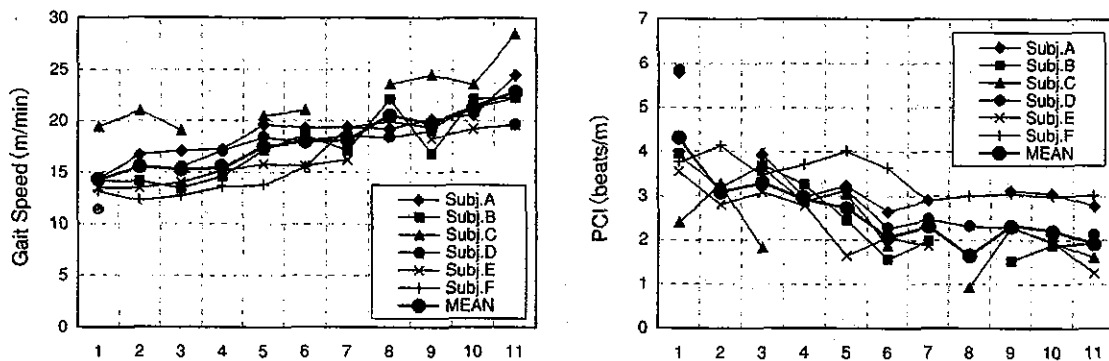 30
25
20
15
10
5
0
Gait Speed (m/min)
Subj.A
Subj.B
Subj.C
Subj.D
Subj.E
Subj.F
MEAN
1 2 3 4 5 6 7 8 9 10 11
7
6
5
4
3
2
1
0
PCI (beats/m)
Subj.A
Subj.B
Subj.C
Subj.D
Subj.E
Subj.F
MEAN
1 2 3 4 5 6 7 8 9 10 11